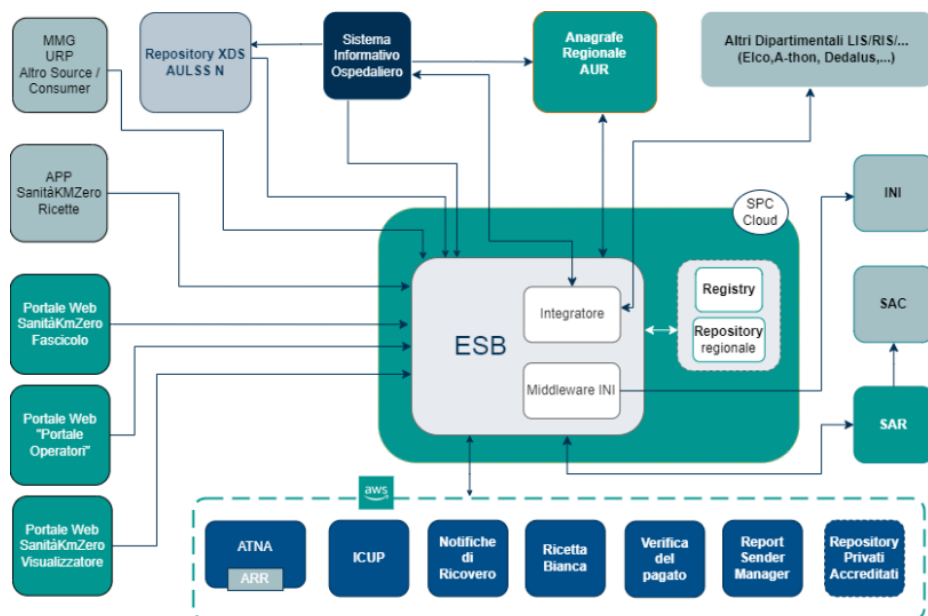 MMG
URP
Altro Source /
Consumer
Repository XDS
AULSS N
Sistema
Informativo
Ospedaliero
Anagrafe
Regionale
AUR
Altri Dipartimentali LIS/RIS/...
(Elco,A-thon, Dedalus,...)
APP
SanitàKMZero
Ricette
SPC
Cloud
INI
Portale Web
SanitàKmZero
Fascicolo
ESB
Integratore
Registry
Repository
regionale
SAC
Middleware INI
Portale Web
"Portale
Operatori"
SAR
aws
Portale Web
SanitàKmZero
Visualizzatore
ATNA
ARR
ICUP
Notifiche
di
Ricovero
Ricetta
Bianca
Verifica
del
pagato
Report
Sender
Manager
Repository
Privati
Accreditati